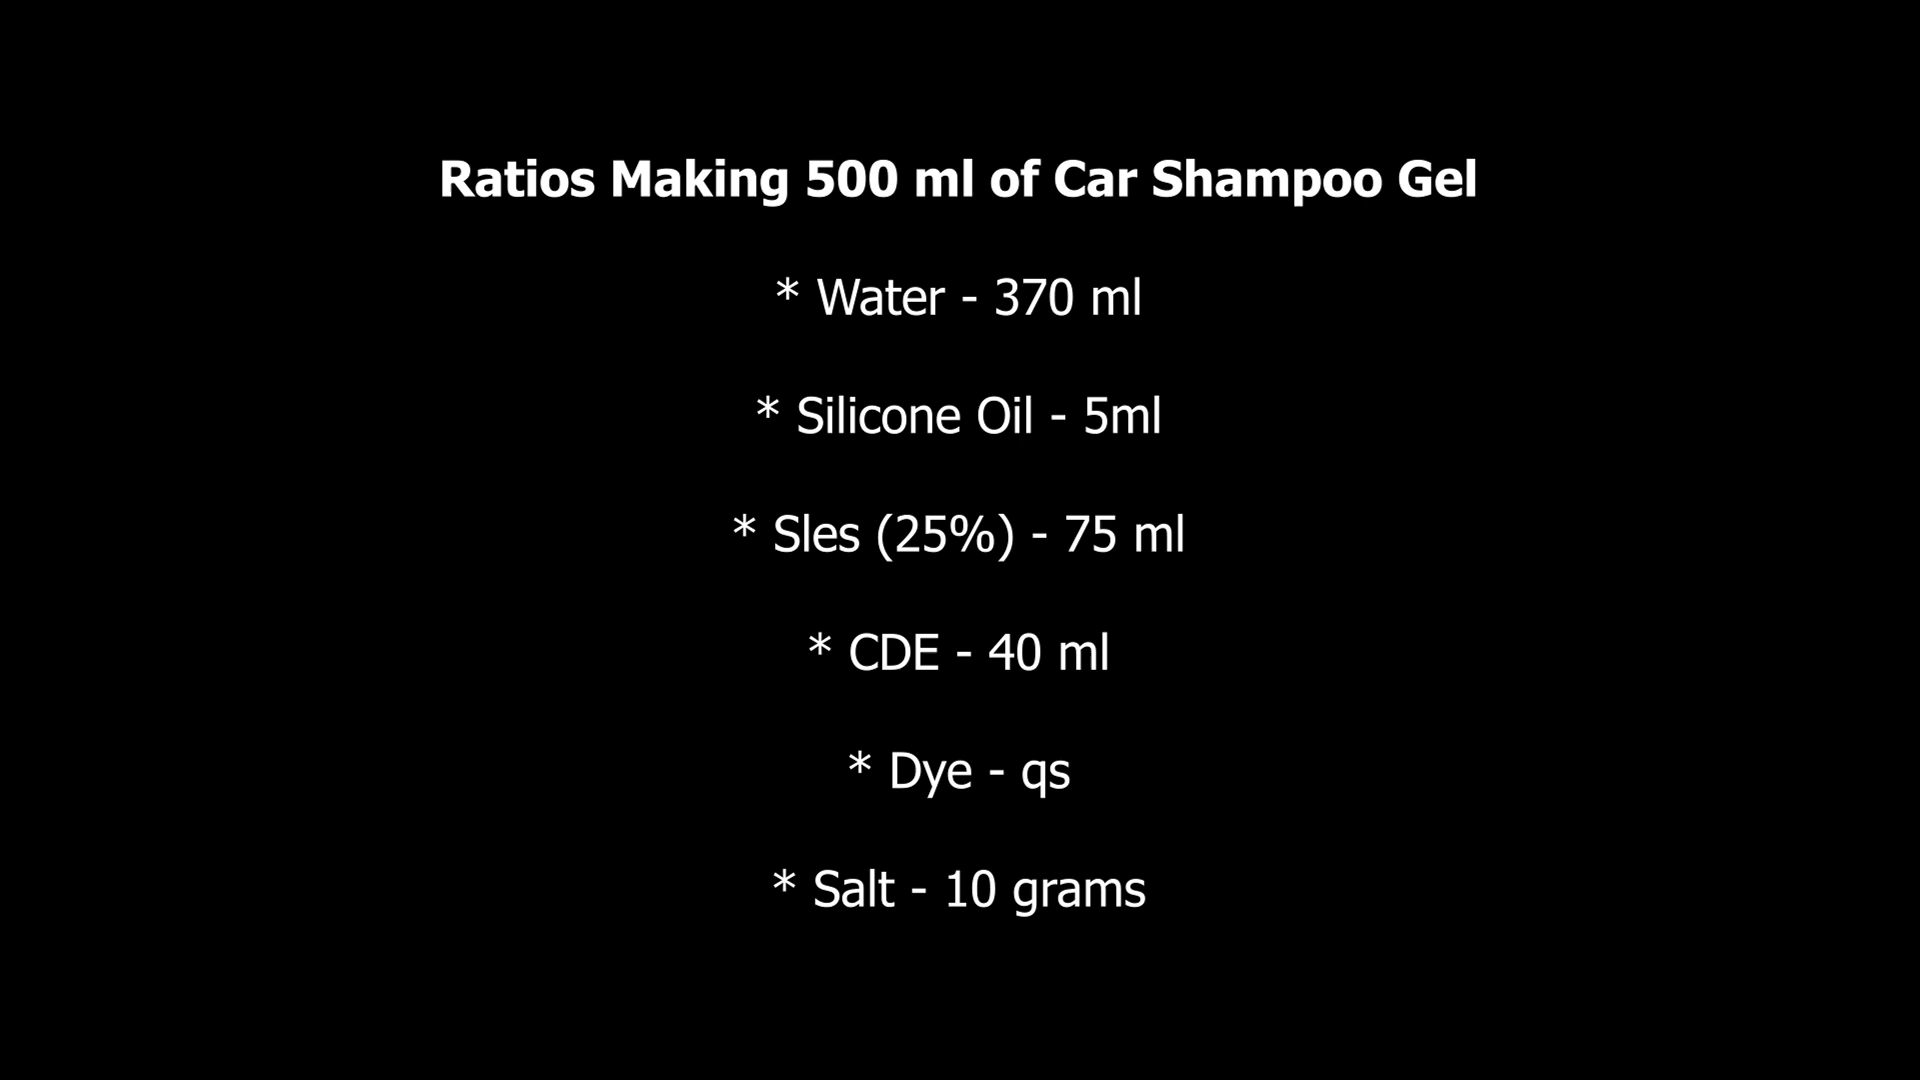 Ratios Making 500 ml of Car Shampoo Gel
* Water - 370 ml
* Silicone Oil - 5ml
* Sles (25%) - 75 ml
* CDE - 40 ml
* Dye - qs
* Salt - 10 grams